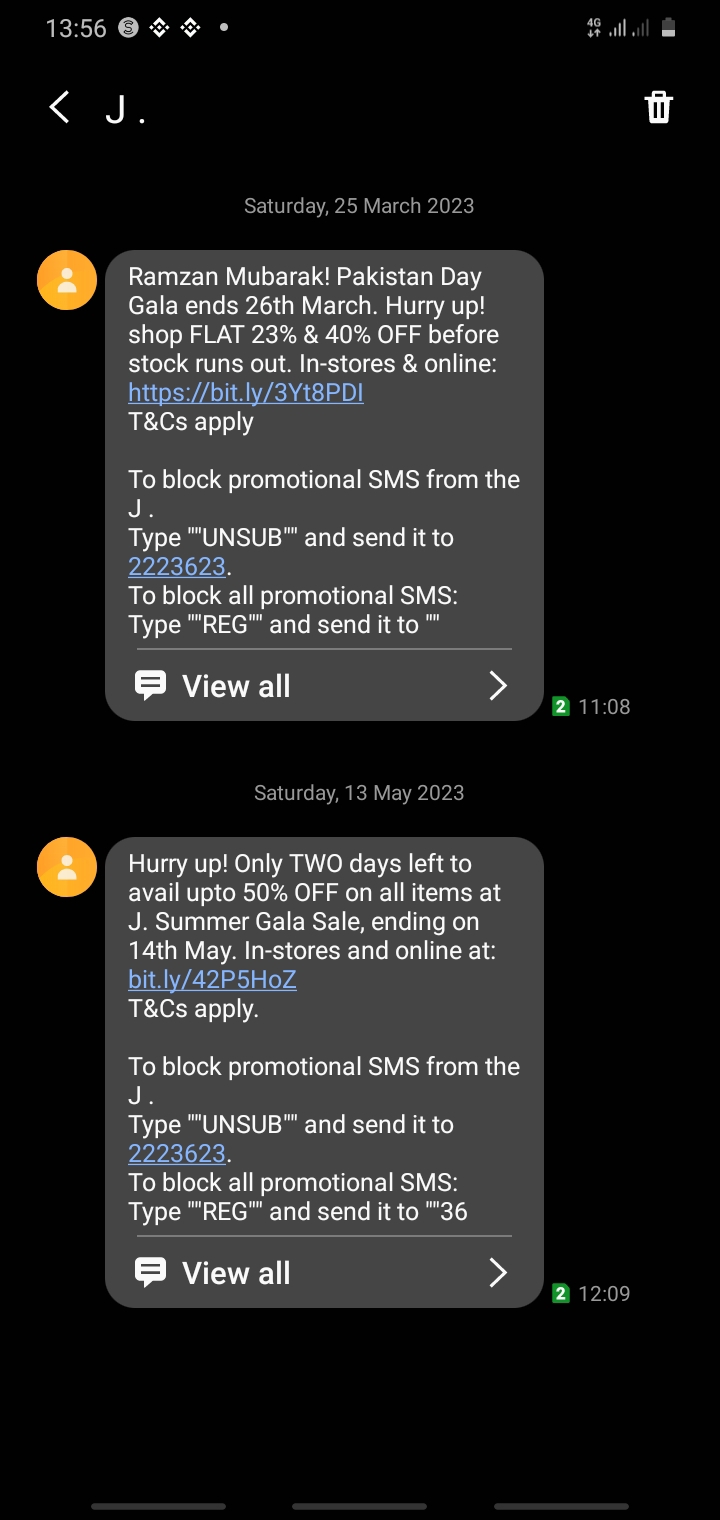 13:56
4G
J .
Saturday, 25 March 2023
Ramzan Mubarak! Pakistan Day
Gala ends 26th March. Hurry up!
shop FLAT 23% & 40% OFF before
stock runs out. In-stores & online:
https://bit.ly/3Yt8PDI
T&Cs apply
To block promotional SMS from the
J .
Type ""UNSUB"" and send it to
2223623.
To block all promotional SMS:
Type ""REG"" and send it to ""
View all
2 11:08
Saturday, 13 May 2023
Hurry up! Only TWO days left to
avail upto 50% OFF on all items at
J. Summer Gala Sale, ending on
14th May. In-stores and online at:
bit.ly/42P5HoZ
T&Cs apply.
To block promotional SMS from the
J .
Type ""UNSUB"" and send it to
2223623.
To block all promotional SMS:
Type ""REG"" and send it to ""36
View all
2 12:09